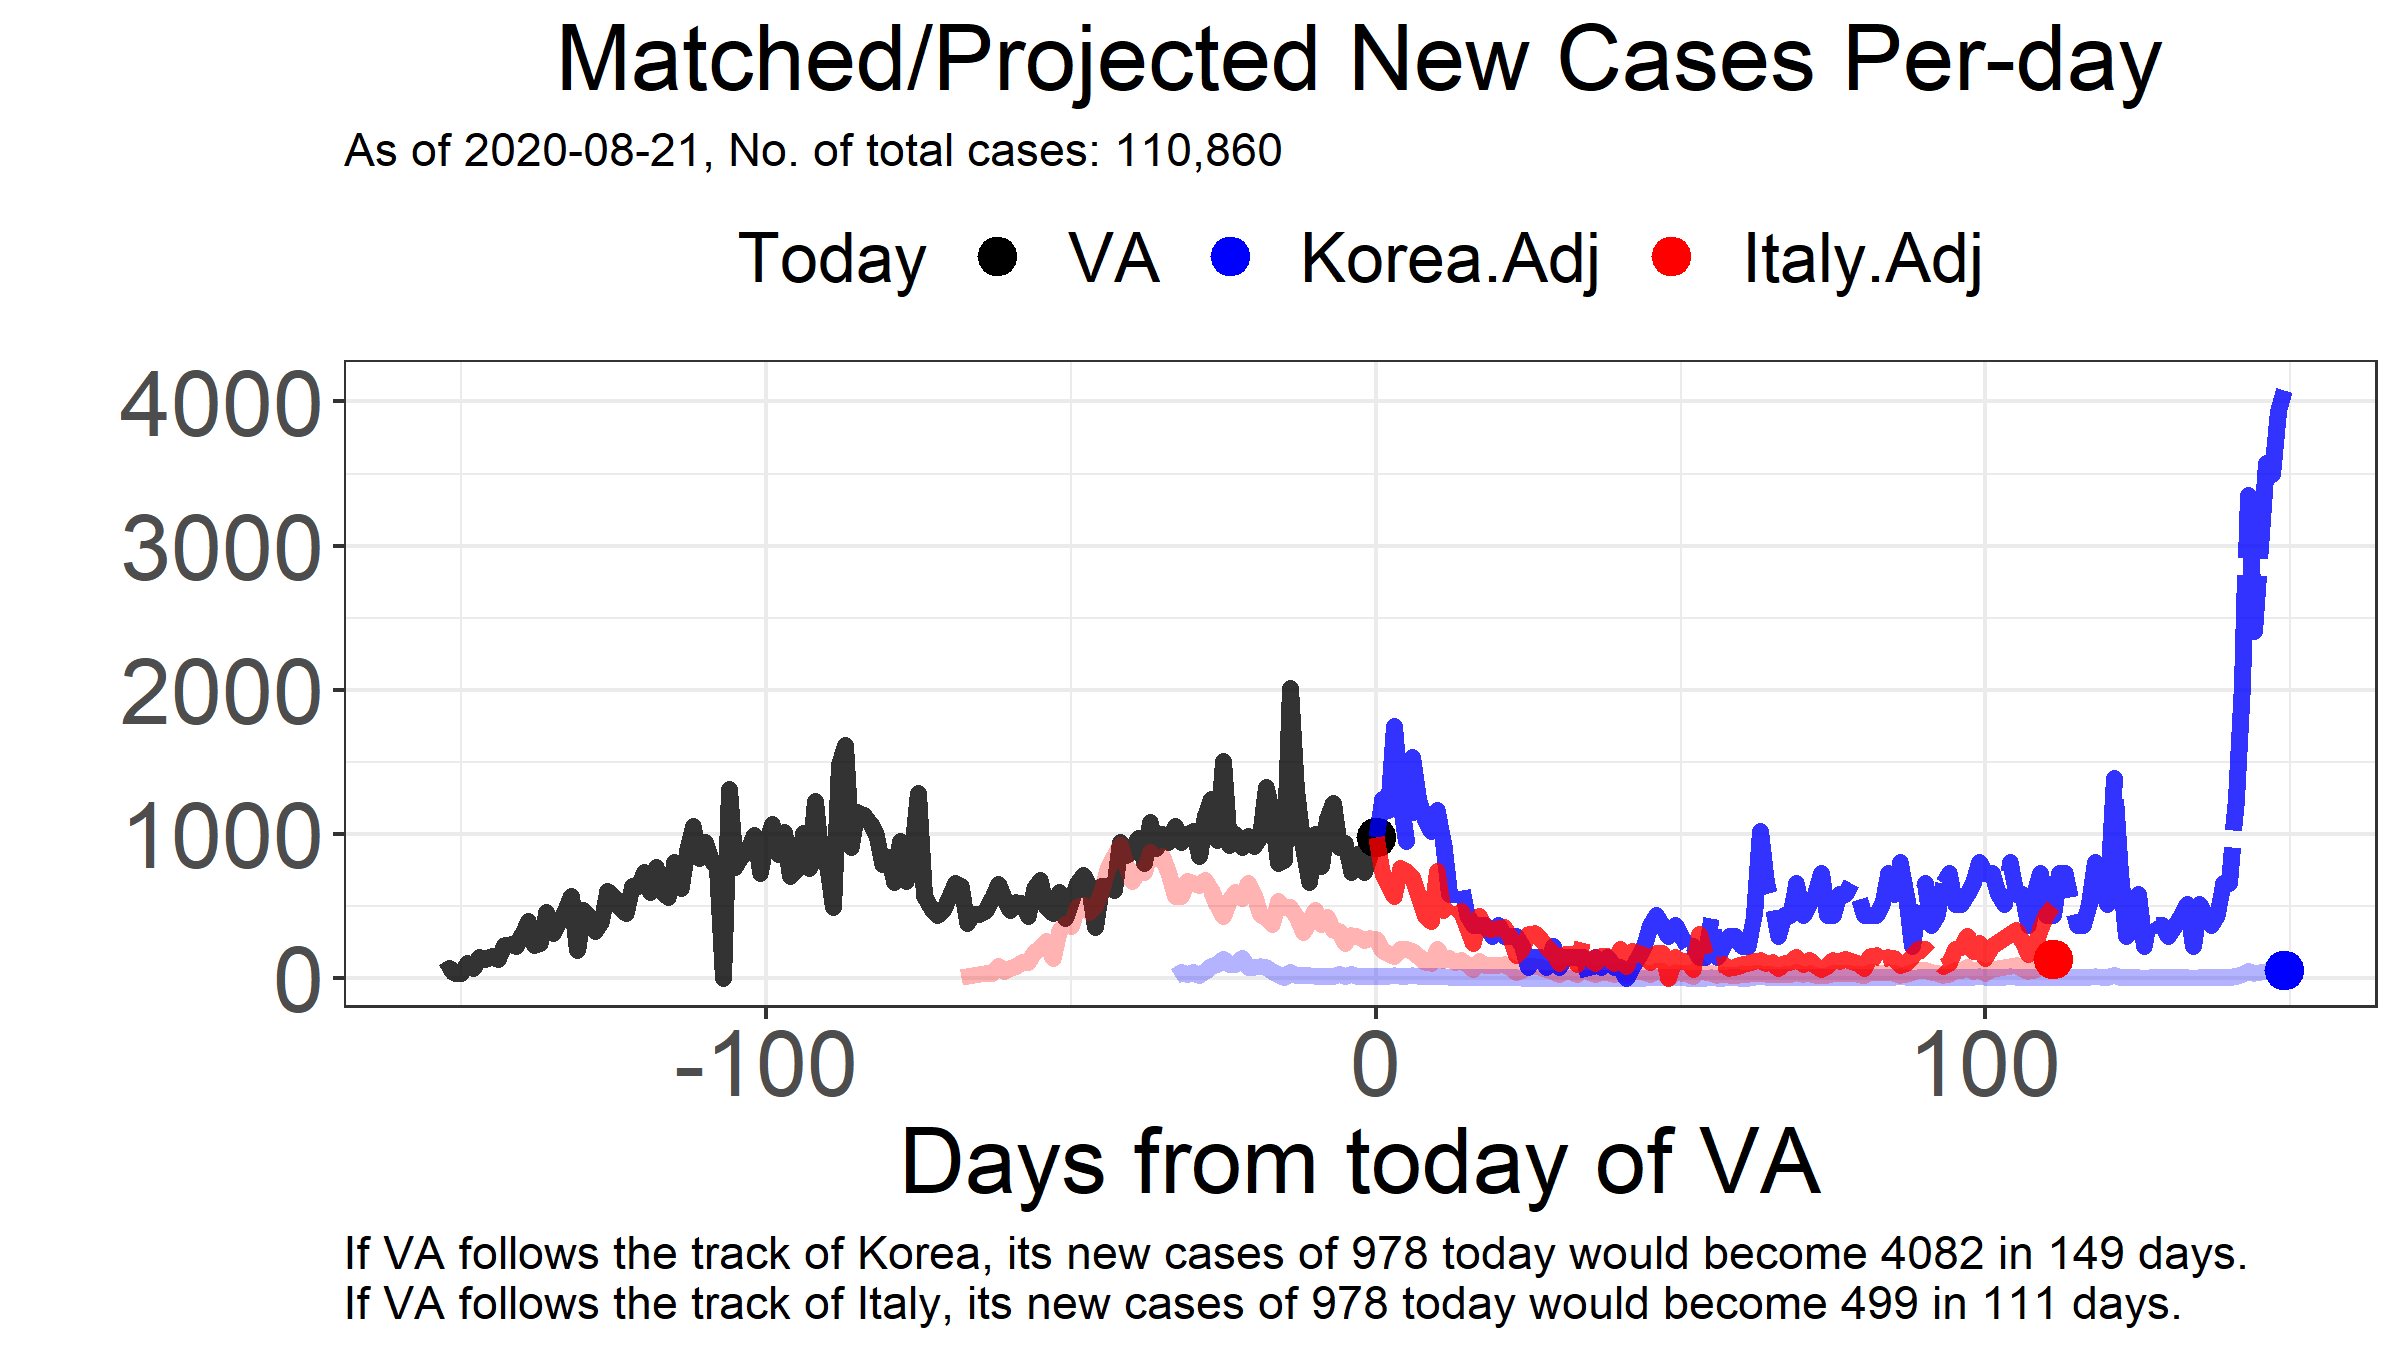 Matched/Projected New Cases Per-day
As of 2020-08-21, No. of total cases: 110,860
Today VA Korea.Adj Italy.Adj
4000
3000
2000
1000
0
-100 0 100
Days from today of VA
If VA follows the track of Korea, its new cases of 978 today would become 4082 in 149 days.
If VA follows the track of Italy, its new cases of 978 today would become 499 in 111 days.